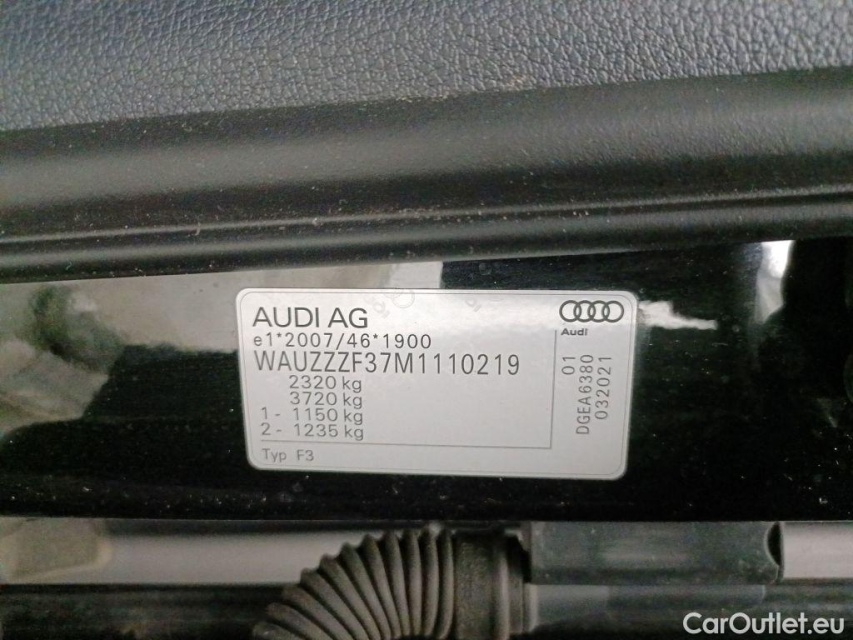 AUDI AG
e1*2007/46*1900
WAUZZZF37M1110219
2320 kg
3720 kg
1- 1150 kg
2- 1235 kg
Typ F3
Audi
DGEA6380 01
032021
CarOutlet.eu